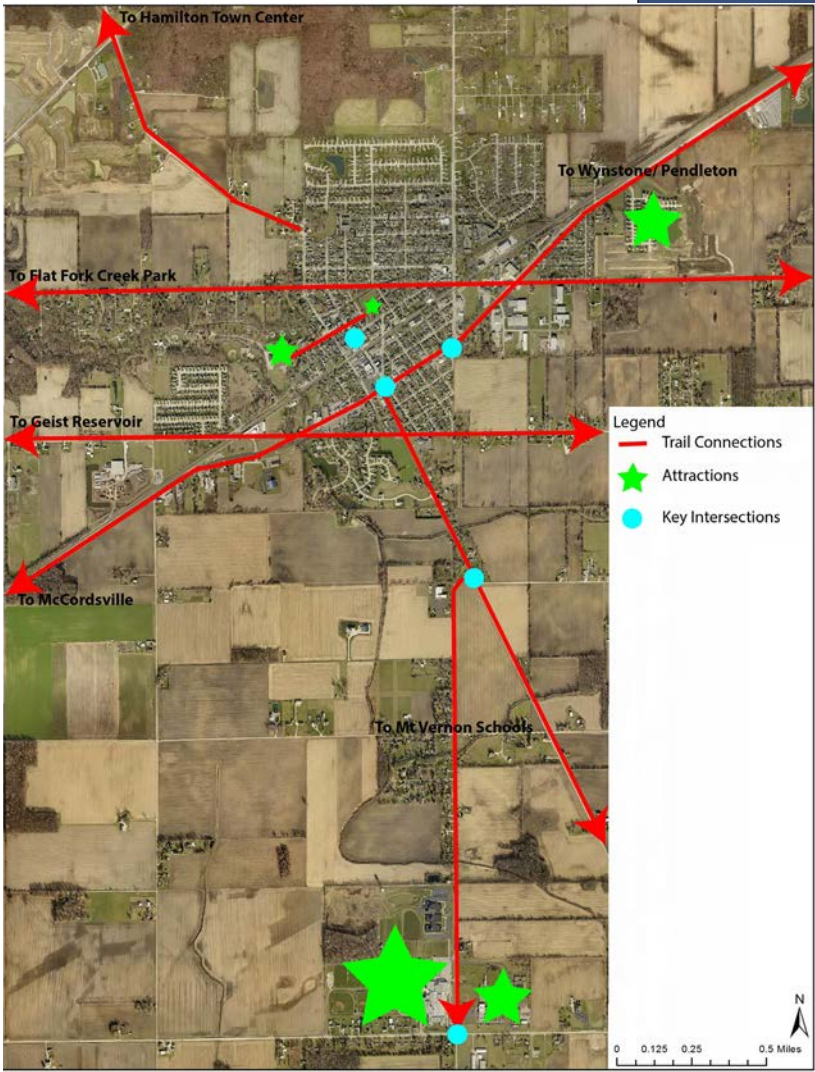 To Hamilton Town Center
To Wynstone/ Pendleton
To Flat Fork Creek Park
To Geist Reservoir
Legend
Trail Connections
Attractions
Key Intersections
To McCordsville
To Mt Vernon Schools
N
0 0.125 0.25 0.5 Miles